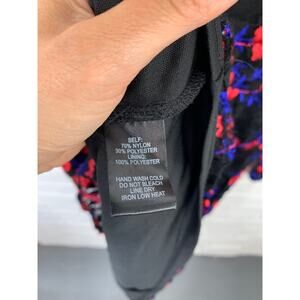 SELF:
70% NYLON
30% POLYESTER
LINING:
100% POLYESTER
HAND WASH COLD
DO NOT BLEACH
LINE DRY
IRON LOW HEAT